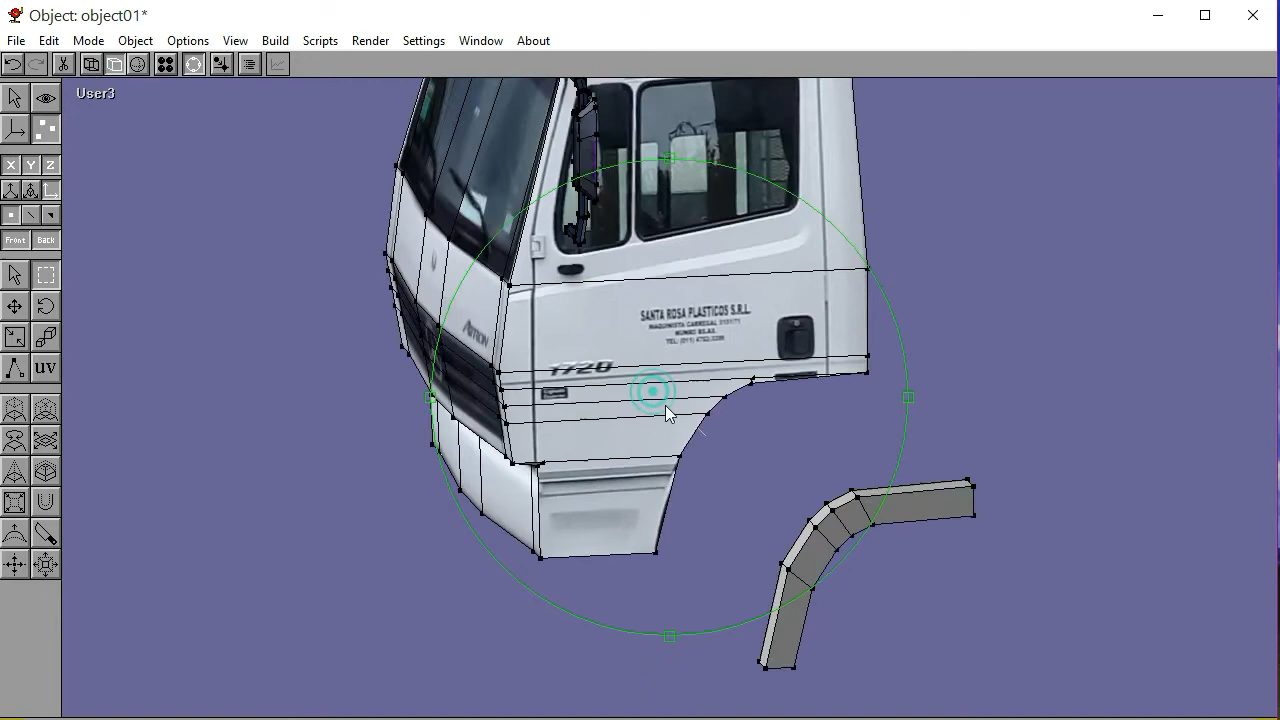 Object: object01*
File Edit Mode Object Options View Build Scripts Render Settings Window About
User3
X Y Z
Front Back
uv
SANTA ROSA PLASTICOS S.R.L.
1720